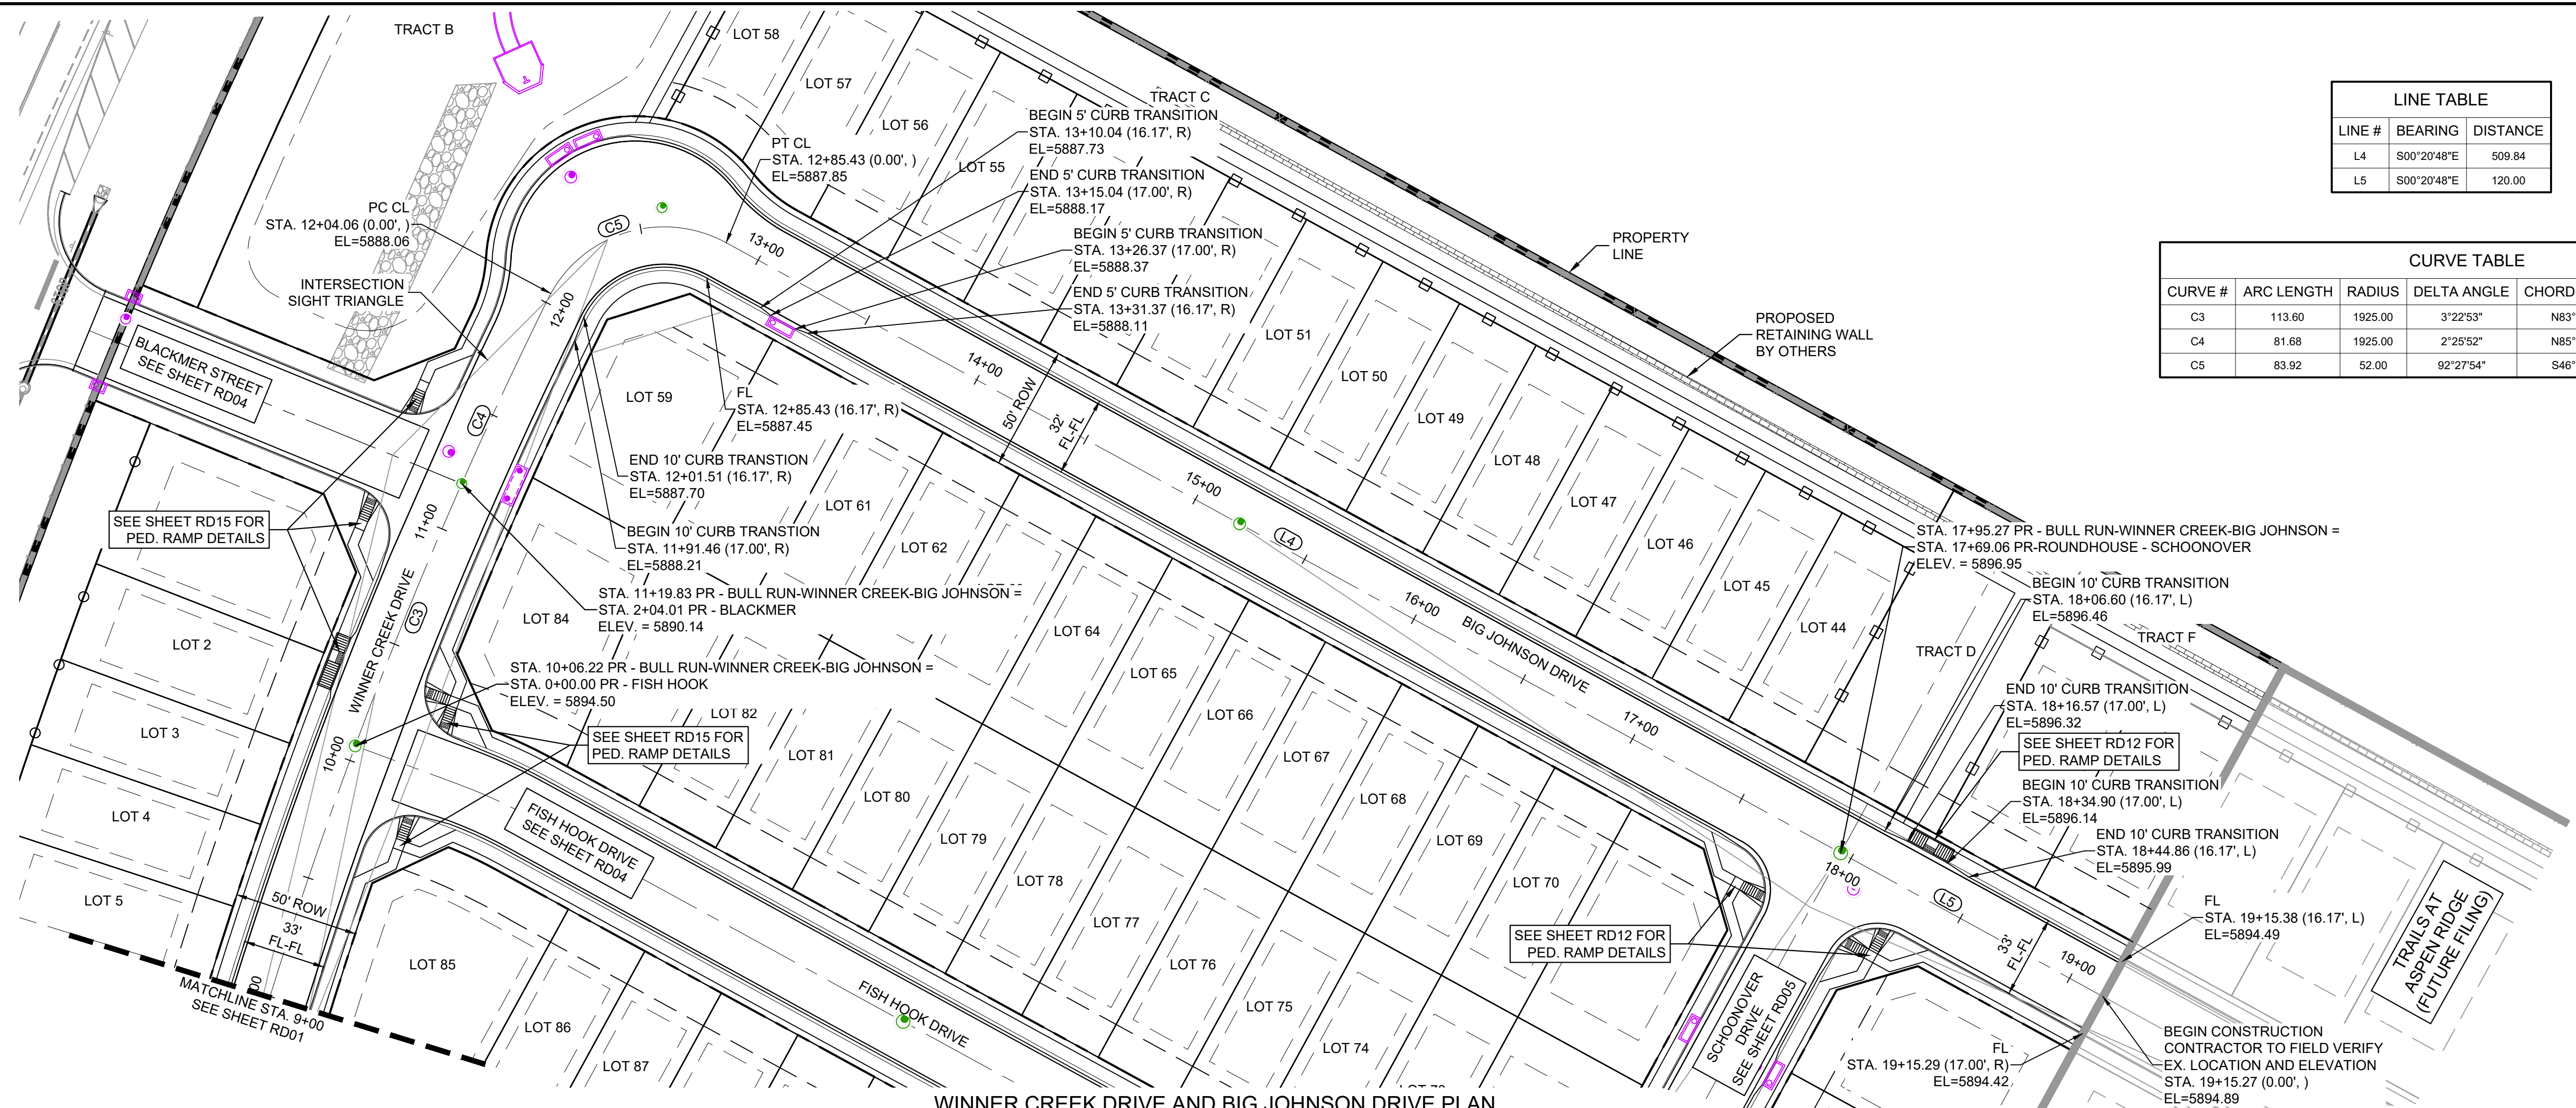 TRACT B
LOT 58
LOT 57
LOT 56
LOT 55
TRACT C
BEGIN 5' CURB TRANSITION
STA. 13+10.04 (16.17', R)
EL=5887.73
PT CL
STA. 12+85.43 (0.00', )
EL=5887.85
END 5' CURB TRANSITION
STA. 13+15.04 (17.00', R)
EL=5888.17
BEGIN 5' CURB TRANSITION
STA. 13+26.37 (17.00', R)
EL=5888.37
END 5' CURB TRANSITION
STA. 13+31.37 (16.17', R)
EL=5888.11
PC CL
STA. 12+04.06 (0.00', )
EL=5888.06
INTERSECTION
SIGHT TRIANGLE
C5
13+00
12+00
14+00
BLACKMER STREET
SEE SHEET RD04
C4
PROPERTY
LINE
PROPOSED
RETAINING WALL
BY OTHERS
LINE TABLE
LINE # BEARING DISTANCE
L4 S00°20'48"E 509.84
L5 S00°20'48"E 120.00
CURVE TABLE
CURVE # ARC LENGTH RADIUS DELTA ANGLE CHORD
C3 113.60 1925.00 3°22'53" N83°
C4 81.68 1925.00 2°25'52" N85°
C5 83.92 52.00 92°27'54" S46°
LOT 51
LOT 50
LOT 49
LOT 48
LOT 47
LOT 46
LOT 45
LOT 44
LOT 59
FL
STA. 12+85.43 (16.17', R)
EL=5887.45
50' ROW
32'
FL-FL
END 10' CURB TRANSTION
STA. 12+01.51 (16.17', R)
EL=5887.70
LOT 61
BEGIN 10' CURB TRANSTION
STA. 11+91.46 (17.00', R)
EL=5888.21
LOT 62
STA. 11+19.83 PR - BULL RUN-WINNER CREEK-BIG JOHNSON =
STA. 2+04.01 PR - BLACKMER
ELEV. = 5890.14
SEE SHEET RD15 FOR
PED. RAMP DETAILS
11+00
C3
WINNER CREEK DRIVE
10+00
LOT 84
STA. 10+06.22 PR - BULL RUN-WINNER CREEK-BIG JOHNSON =
STA. 0+00.00 PR - FISH HOOK
ELEV. = 5894.50
LOT 82
SEE SHEET RD15 FOR
PED. RAMP DETAILS
LOT 81
LOT 80
LOT 79
LOT 78
LOT 77
LOT 76
LOT 75
LOT 74
LOT 64
LOT 65
LOT 66
LOT 67
LOT 68
LOT 69
LOT 70
15+00
L4
16+00
BIG JOHNSON DRIVE
17+00
18+00
L5
19+00
STA. 17+95.27 PR - BULL RUN-WINNER CREEK-BIG JOHNSON =
STA. 17+69.06 PR-ROUNDHOUSE - SCHOONOVER
ELEV. = 5896.95
BEGIN 10' CURB TRANSITION
STA. 18+06.60 (16.17', L)
EL=5896.46
TRACT F
TRACT D
END 10' CURB TRANSITION
STA. 18+16.57 (17.00', L)
EL=5896.32
SEE SHEET RD12 FOR
PED. RAMP DETAILS
BEGIN 10' CURB TRANSITION
STA. 18+34.90 (17.00', L)
EL=5896.14
END 10' CURB TRANSITION
STA. 18+44.86 (16.17', L)
EL=5895.99
FL
STA. 19+15.38 (16.17', L)
EL=5894.49
33'
FL-FL
TRAILS AT
ASPEN RIDGE
(FUTURE FILING)
SEE SHEET RD12 FOR
PED. RAMP DETAILS
SCHOONOVER
DRIVE
SEE SHEET RD05
FL
STA. 19+15.29 (17.00', R)
EL=5894.42
BEGIN CONSTRUCTION
CONTRACTOR TO FIELD VERIFY
EX. LOCATION AND ELEVATION
STA. 19+15.27 (0.00', )
EL=5894.89
LOT 2
LOT 3
LOT 4
LOT 5
50' ROW
33'
FL-FL
MATCHLINE STA. 9+00
SEE SHEET RD01
FISH HOOK DRIVE
SEE SHEET RD04
LOT 85
LOT 86
LOT 87
FISH HOOK DRIVE
WINNER CREEK DRIVE AND BIG JOHNSON DRIVE PLAN